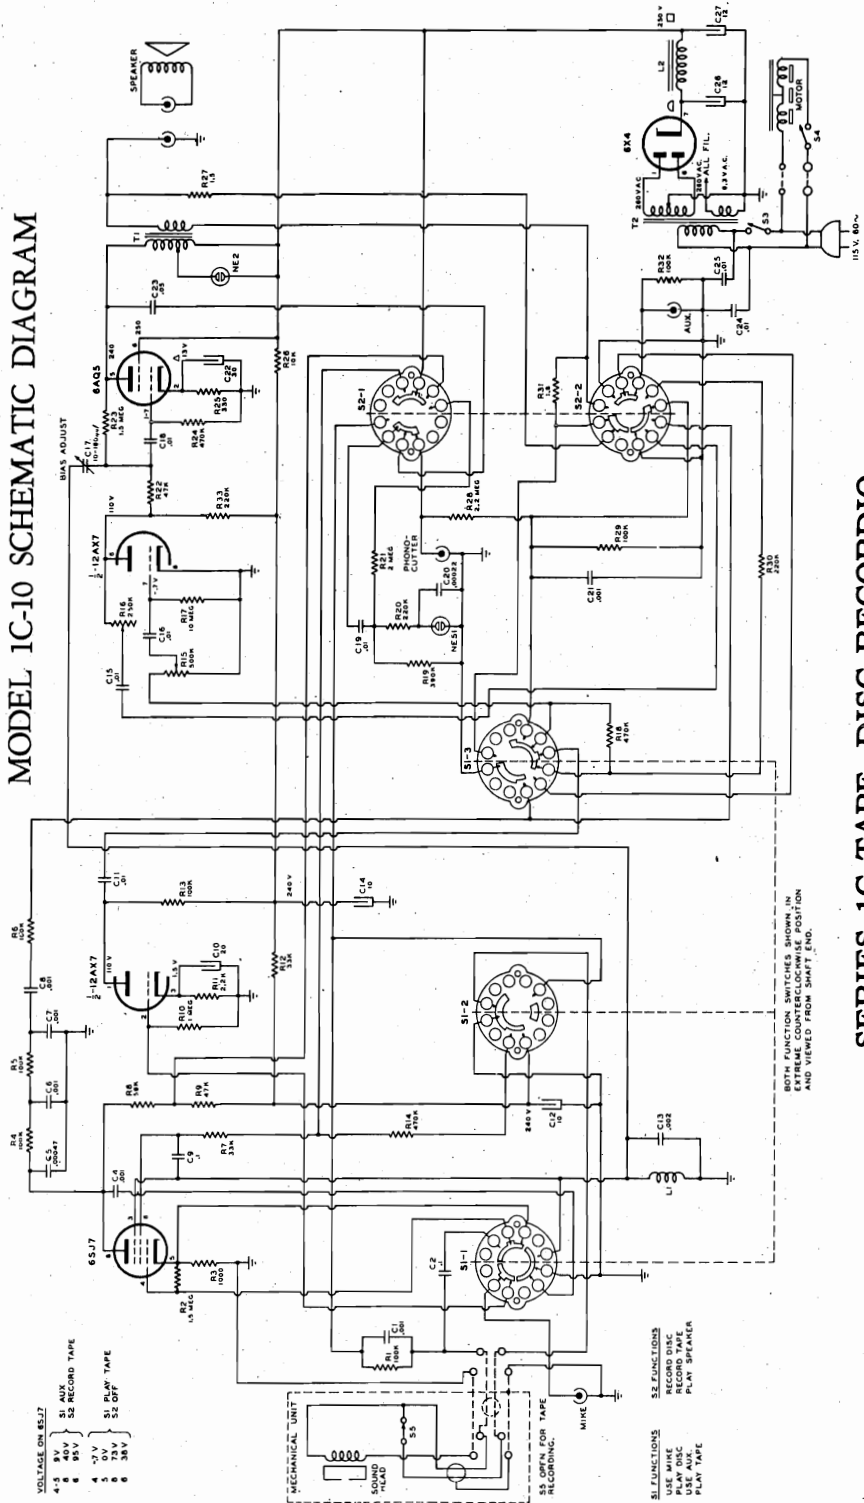 MODEL 1C-10 SCHEMATIC DIAGRAM
SERIES 1C TAPE-DISC RECORDIO
VOLTAGE ON 6SJ7
4-5 9V
8 40V
6 95V
S1 AUX
S2 RECORD TAPE
4 -.7V
5 0V
8 73V
6 38V
S1 PLAY TAPE
S2 OFF
MECHANICAL UNIT
SOUND HEAD
S5
S5 OPEN FOR TAPE RECORDING.
S1 FUNCTIONS
USE MIKE
PLAY DISC
USE AUX.
PLAY TAPE
S2 FUNCTIONS
RECORD DISC
RECORD TAPE
PLAY SPEAKER
MIKE
R1
100K
C1
.001
C2
S1-1
6SJ7
R2
1.5 MEG
R3
1000
C4
.001
C5
.00047
R4
100K
C6
.001
R5
100K
C7
.001
C8
.001
R6
100K
R8
56K
R9
47K
C9
.1
R7
33K
R14
470K
240 V
C12
10
L1
C13
.002
S1-2
½-12AX7
110V
1.5 V
R10
1 MEG
R11
2.2K
C10
20
R12
33K
R13
100K
C11
.01
240 V
C14
10
BOTH FUNCTION SWITCHES SHOWN IN
EXTREME COUNTERCLOCKWISE POSITION
AND VIEWED FROM SHAFT END.
S1-3
R18
470K
C15
.01
R16
250K
R15
500K
C16
.01
R17
10 MEG
½-12AX7
110V
-.7V
R33
220K
R22
47K
BIAS ADJUST
C17
R23
1.5 MEG
C18
.01
R24
470K
R25
330
C22
20
13V
6AQ5
240
250
C23
.05
T1
NE2
R26
10K
R27
1.5
SPEAKER
S2-1
C19
.01
R19
390K
R20
220K
R21
2 MEG
NE51
C20
.00022
PHONO-CUTTER
R28
2.2 MEG
C21
.001
R29
100K
R30
220K
R31
S2-2
AUX.
R32
100K
C24
.01
C25
.01
T2
S3
260VAC
260VAC
6.3 V.A.C.
ALL FIL.
6X4
L2
250 V
C26
12
C27
12
MOTOR
S4
115 V. 60~